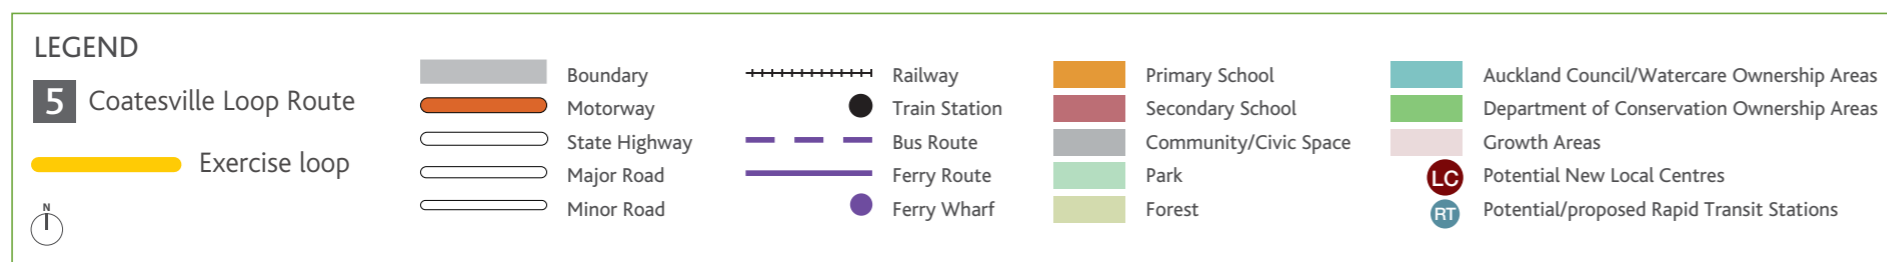 LEGEND
5 Coatesville Loop Route
Exercise loop
N
Boundary
Motorway
State Highway
Major Road
Minor Road
Railway
Train Station
Bus Route
Ferry Route
Ferry Wharf
Primary School
Secondary School
Community/Civic Space
Park
Forest
Auckland Council/Watercare Ownership Areas
Department of Conservation Ownership Areas
Growth Areas
LC Potential New Local Centres
RT Potential/proposed Rapid Transit Stations